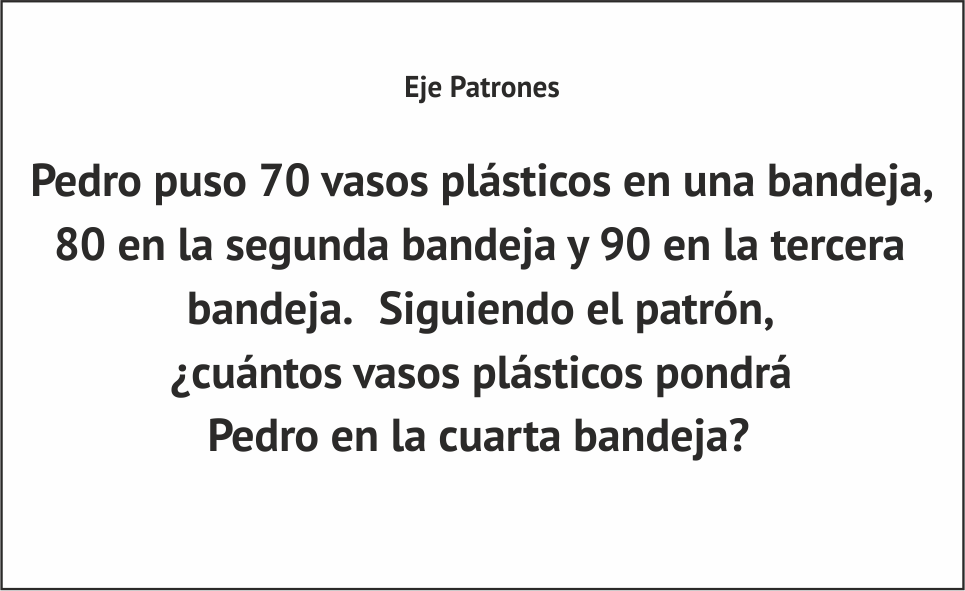 Eje Patrones
Pedro puso 70 vasos plásticos en una bandeja,
80 en la segunda bandeja y 90 en la tercera
bandeja.  Siguiendo el patrón,
¿cuántos vasos plásticos pondrá
Pedro en la cuarta bandeja?